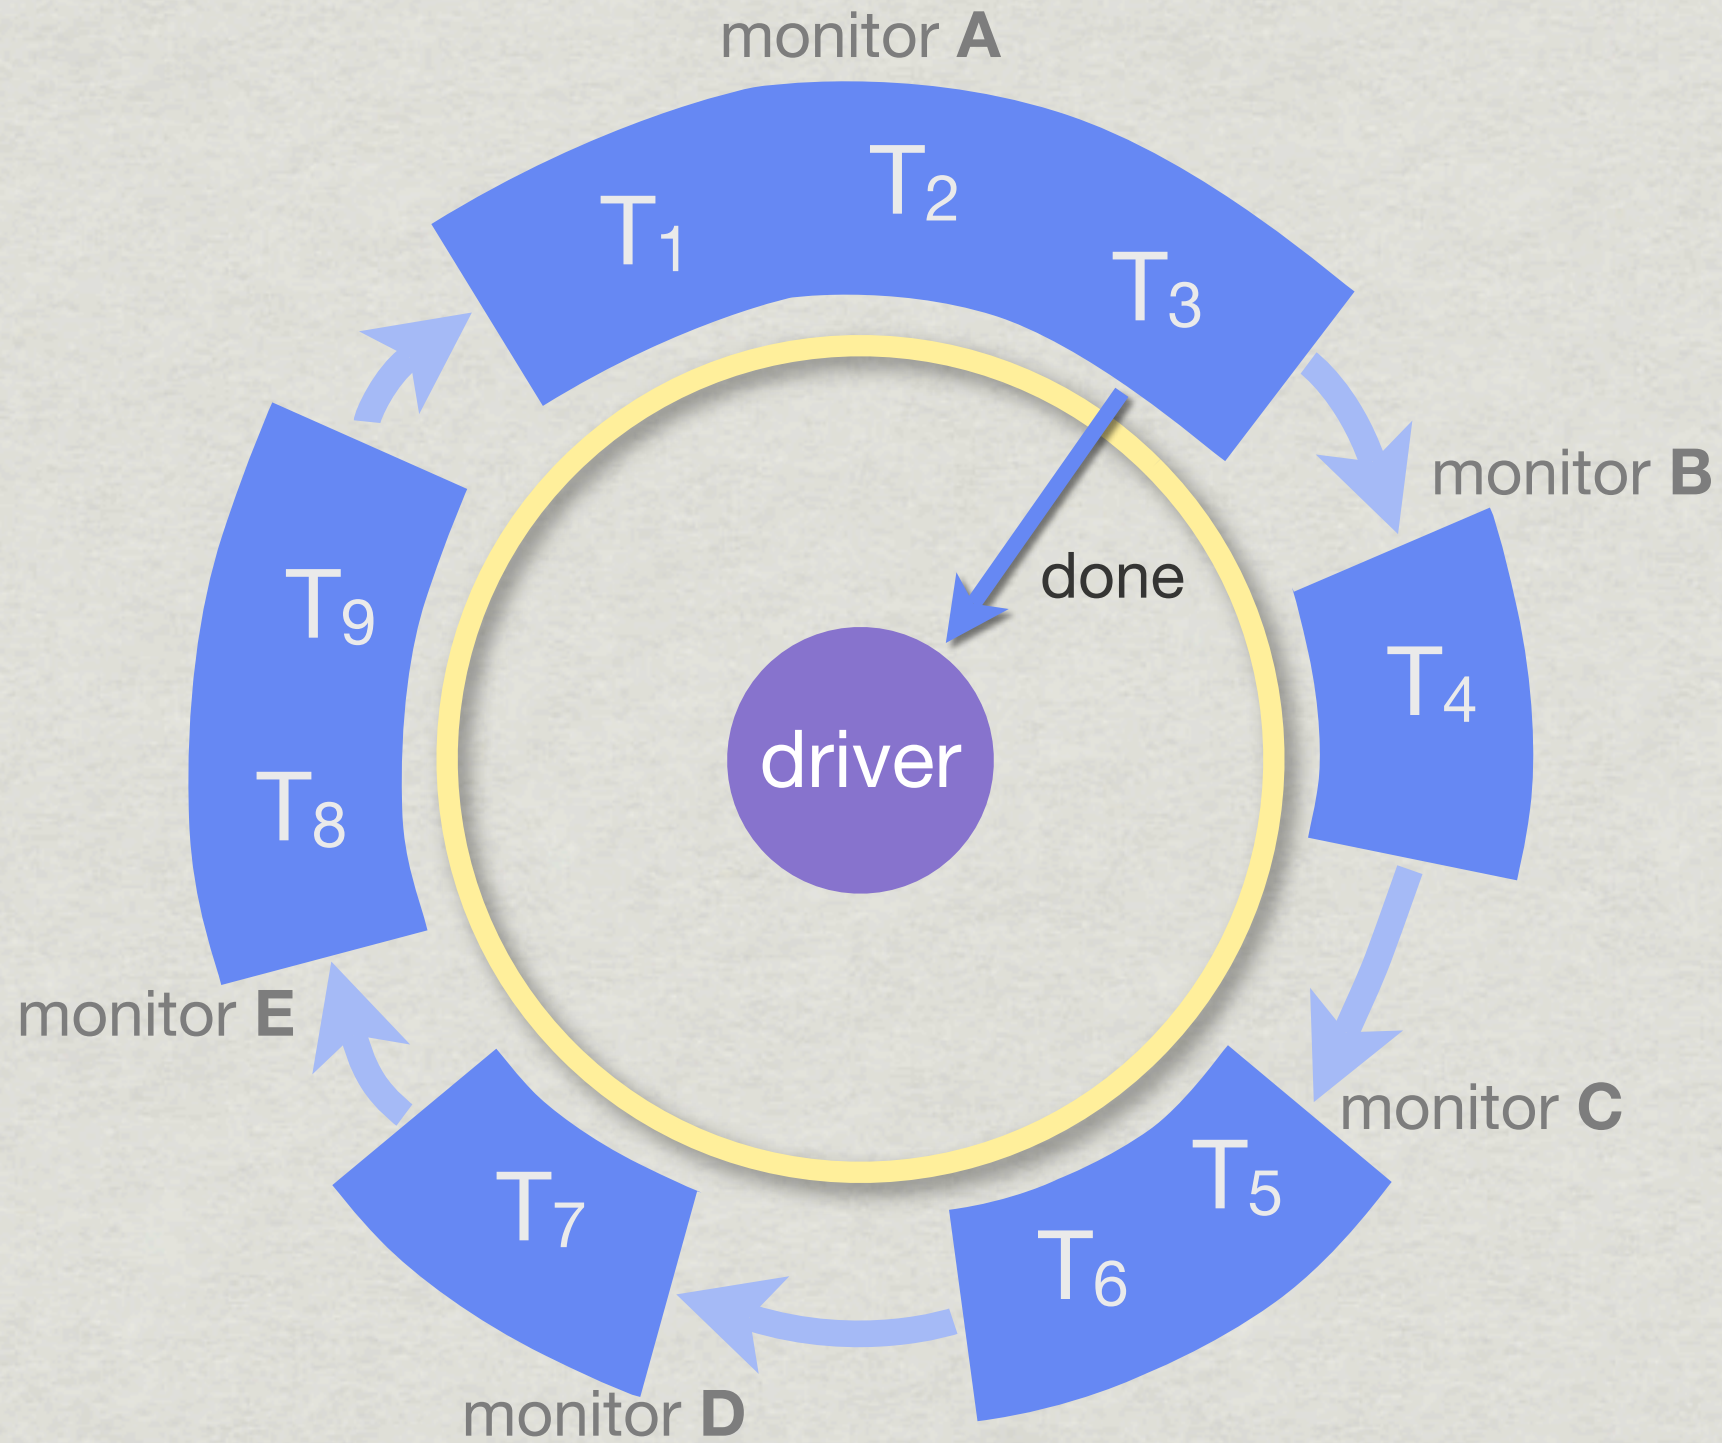 monitor A
T2
T1
T3
monitor B
done
T9
T4
driver
T8
monitor E
monitor C
T5
T7
T6
monitor D